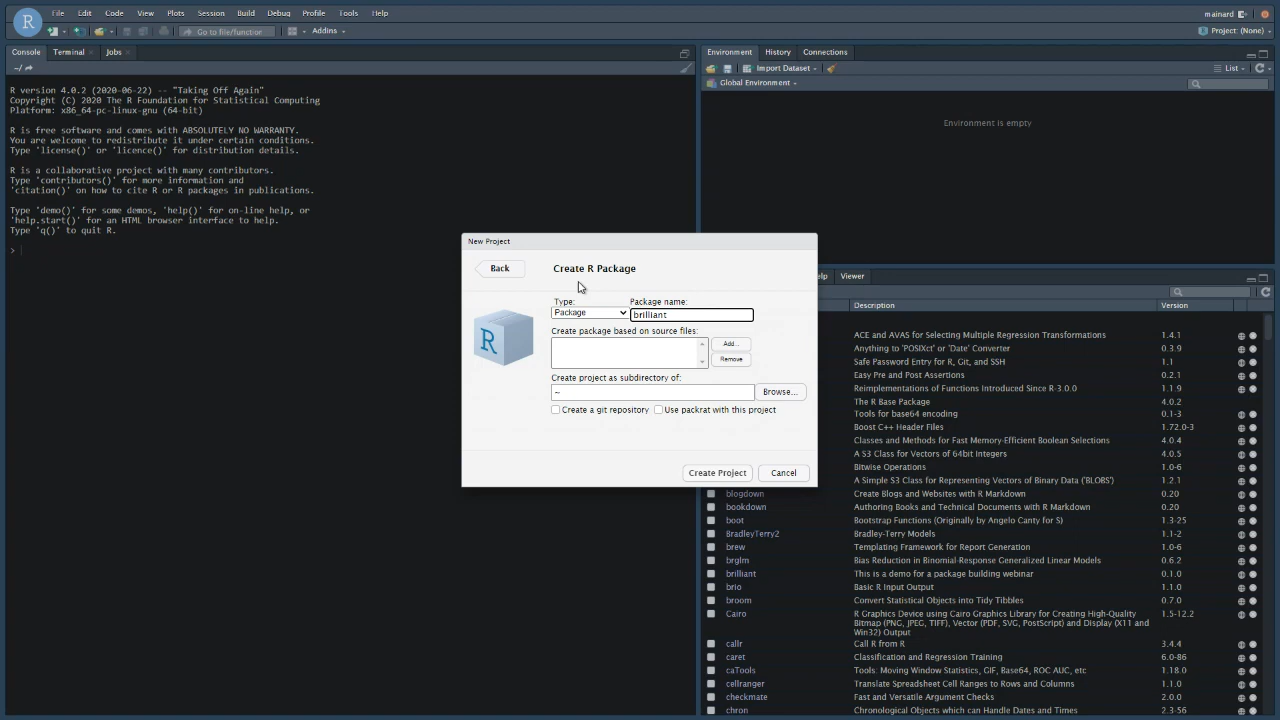 File Edit Code View Plots Session Build Debug Profile Tools Help
mainard
R
Go to file/function
Addins
Project: (None)
Console Terminal Jobs
~/
R version 4.0.2 (2020-06-22) -- "Taking Off Again"
Copyright (C) 2020 The R Foundation for Statistical Computing
Platform: x86_64-pc-linux-gnu (64-bit)
R is free software and comes with ABSOLUTELY NO WARRANTY.
You are welcome to redistribute it under certain conditions.
Type 'license()' or 'licence()' for distribution details.
R is a collaborative project with many contributors.
Type 'contributors()' for more information and
'citation()' on how to cite R or R packages in publications.
Type 'demo()' for some demos, 'help()' for on-line help, or
'help.start()' for an HTML browser interface to help.
Type 'q()' to quit R.
>
Environment History Connections
Import Dataset
List
Global Environment
Environment is empty
New Project
Back
Create R Package
Type:
Package name:
Package
brilliant
R
Create package based on source files:
Add...
Remove
Create project as subdirectory of:
~
Browse...
Create a git repository
Use packrat with this project
Create Project
Cancel
lp Viewer
Description Version
ACE and AVAS for Selecting Multiple Regression Transformations 1.4.1
Anything to 'POSIXct' or 'Date' Converter 0.3.9
Safe Password Entry for R, Git, and SSH 1.1
Easy Pre and Post Assertions 0.2.1
Reimplementations of Functions Introduced Since R-3.0.0 1.1.9
The R Base Package 4.0.2
Tools for base64 encoding 0.1-3
Boost C++ Header Files 1.72.0-3
Classes and Methods for Fast Memory-Efficient Boolean Selections 4.0.4
A S3 Class for Vectors of 64bit Integers 4.0.5
Bitwise Operations 1.0-6
A Simple S3 Class for Representing Vectors of Binary Data ('BLOBS') 1.2.1
blogdown Create Blogs and Websites with R Markdown 0.20
bookdown Authoring Books and Technical Documents with R Markdown 0.20
boot Bootstrap Functions (Originally by Angelo Canty for S) 1.3-25
BradleyTerry2 Bradley-Terry Models 1.1-2
brew Templating Framework for Report Generation 1.0-6
brglm Bias Reduction in Binomial-Response Generalized Linear Models 0.6.2
brilliant This is a demo for a package building webinar 0.1.0
brio Basic R Input Output 1.1.0
broom Convert Statistical Objects into Tidy Tibbles 0.7.0
Cairo R Graphics Device using Cairo Graphics Library for Creating High-Quality 1.5-12.2
Bitmap (PNG, JPEG, TIFF), Vector (PDF, SVG, PostScript) and Display (X11 and
Win32) Output
callr Call R from R 3.4.4
caret Classification and Regression Training 6.0-86
caTools Tools: Moving Window Statistics, GIF, Base64, ROC AUC, etc 1.18.0
cellranger Translate Spreadsheet Cell Ranges to Rows and Columns 1.1.0
checkmate Fast and Versatile Argument Checks 2.0.0
chron Chronological Objects which can Handle Dates and Times 2.3-56